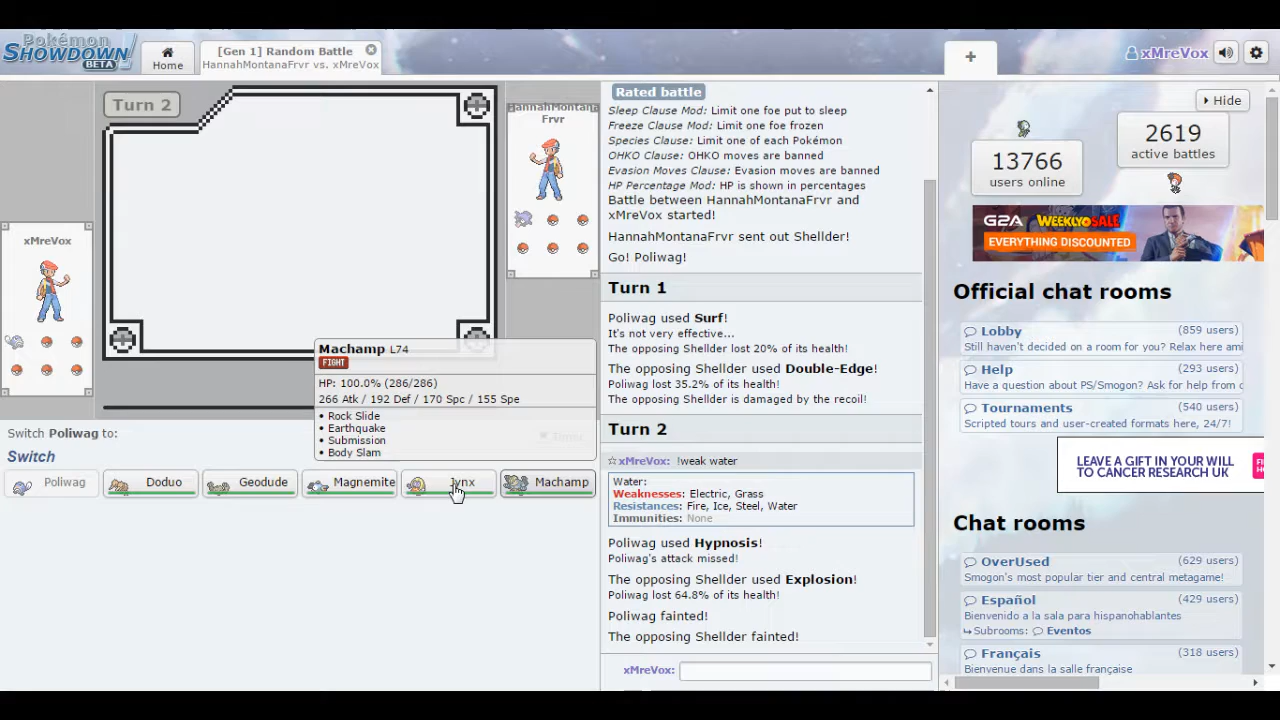 Pokémon
SHOWDOWN
BETA
Home
[Gen 1] Random Battle
HannahMontanaFrvr vs. xMreVox
+
xMreVox
Turn 2
HannahMontana
Frvr
xMreVox
Machamp L74
FIGHT
HP: 100.0% (286/286)
266 Atk / 192 Def / 170 Spc / 155 Spe
• Rock Slide
• Earthquake
• Submission
• Body Slam
Switch Poliwag to:
Switch
Poliwag
Doduo
Geodude
Magnemite
Jynx
Machamp
Rated battle
Sleep Clause Mod: Limit one foe put to sleep
Freeze Clause Mod: Limit one foe frozen
Species Clause: Limit one of each Pokémon
OHKO Clause: OHKO moves are banned
Evasion Moves Clause: Evasion moves are banned
HP Percentage Mod: HP is shown in percentages
Battle between HannahMontanaFrvr and
xMreVox started!
HannahMontanaFrvr sent out Shellder!
Go! Poliwag!
Turn 1
Poliwag used Surf!
It's not very effective...
The opposing Shellder lost 20% of its health!
The opposing Shellder used Double-Edge!
Poliwag lost 35.2% of its health!
The opposing Shellder is damaged by the recoil!
Turn 2
☆xMreVox: !weak water
Water:
Weaknesses: Electric, Grass
Resistances: Fire, Ice, Steel, Water
Immunities: None
Poliwag used Hypnosis!
Poliwag's attack missed!
The opposing Shellder used Explosion!
Poliwag lost 64.8% of its health!
Poliwag fainted!
The opposing Shellder fainted!
xMreVox:
Hide
13766
users online
2619
active battles
G2A WEEKLY SALE
EVERYTHING DISCOUNTED
Official chat rooms
Lobby (859 users)
Still haven't decided on a room for you? Relax here ami
Help (293 users)
Have a question about PS/Smogon? Ask for help from o
Tournaments (540 users)
Scripted tours and user-created formats here, 24/7!
LEAVE A GIFT IN YOUR WILL
TO CANCER RESEARCH UK
Chat rooms
OverUsed (629 users)
Smogon's most popular tier and central metagame!
Español (429 users)
Bienvenido a la sala para hispanohablantes
Subrooms: Eventos
Français (318 users)
Bienvenue dans la salle française